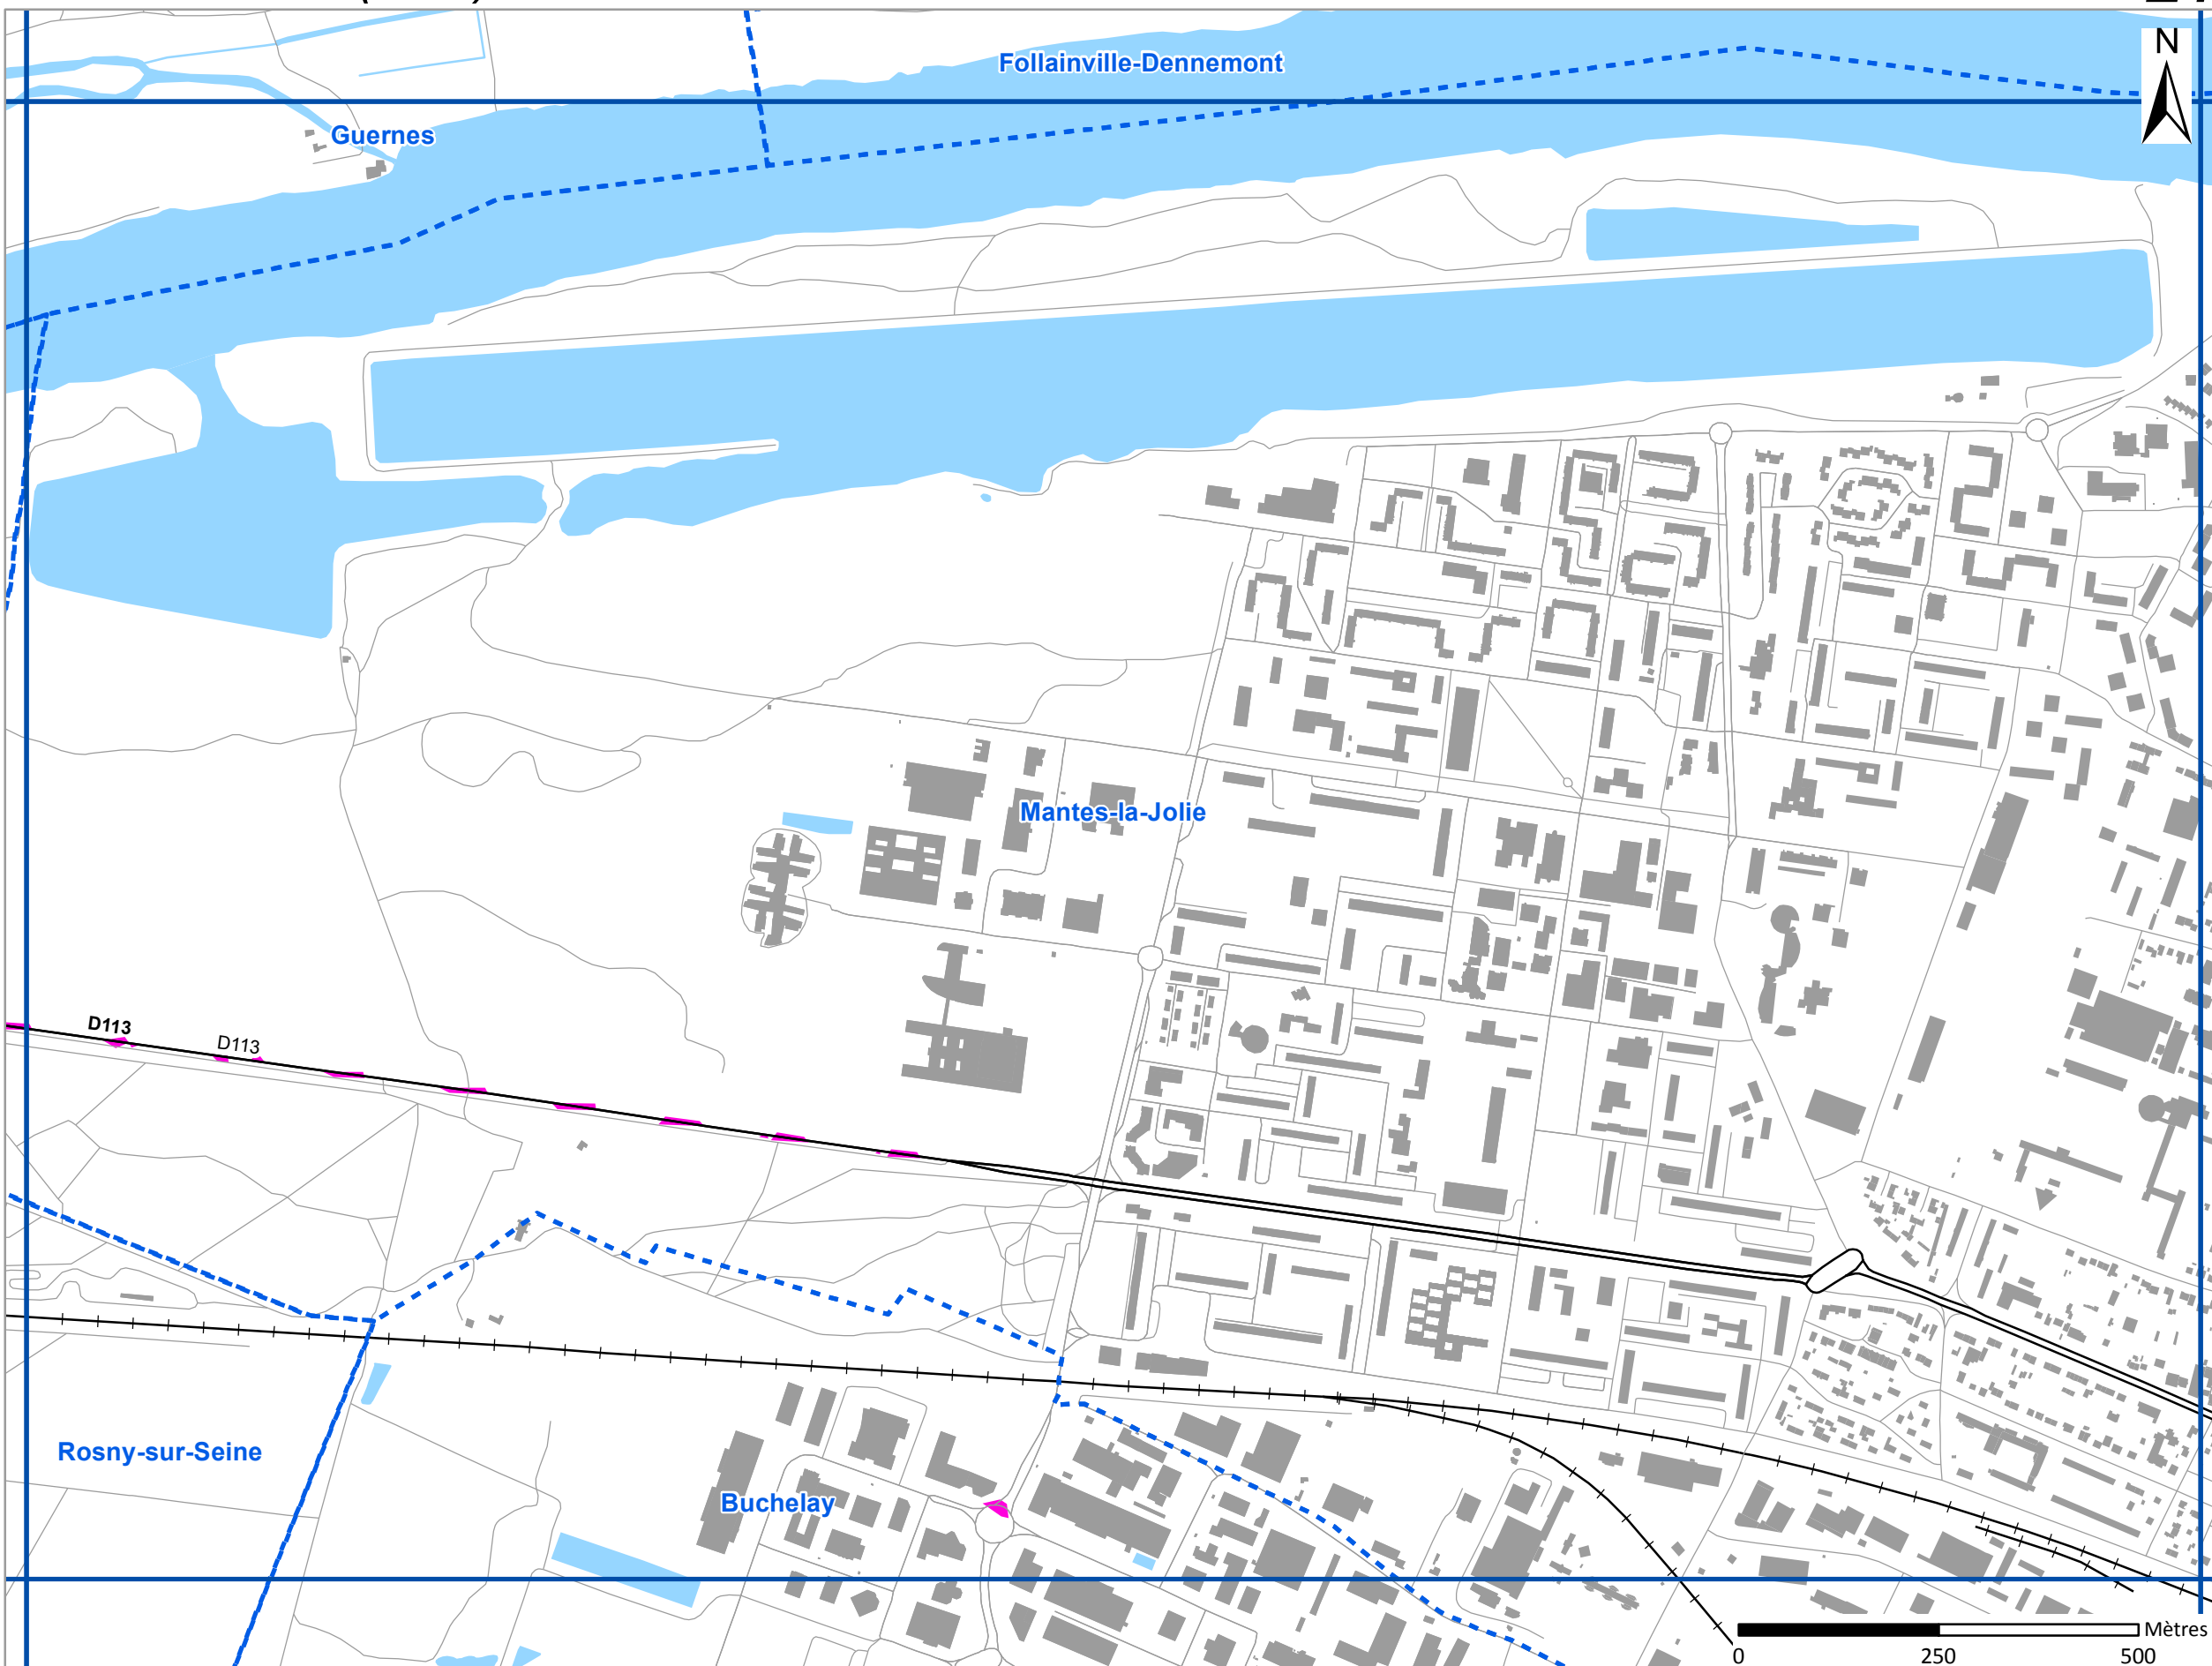 N
Follainville-Dennemont
Guernes
Mantes-la-Jolie
D113
D113
Rosny-sur-Seine
Buchelay
Mètres
0 250 500